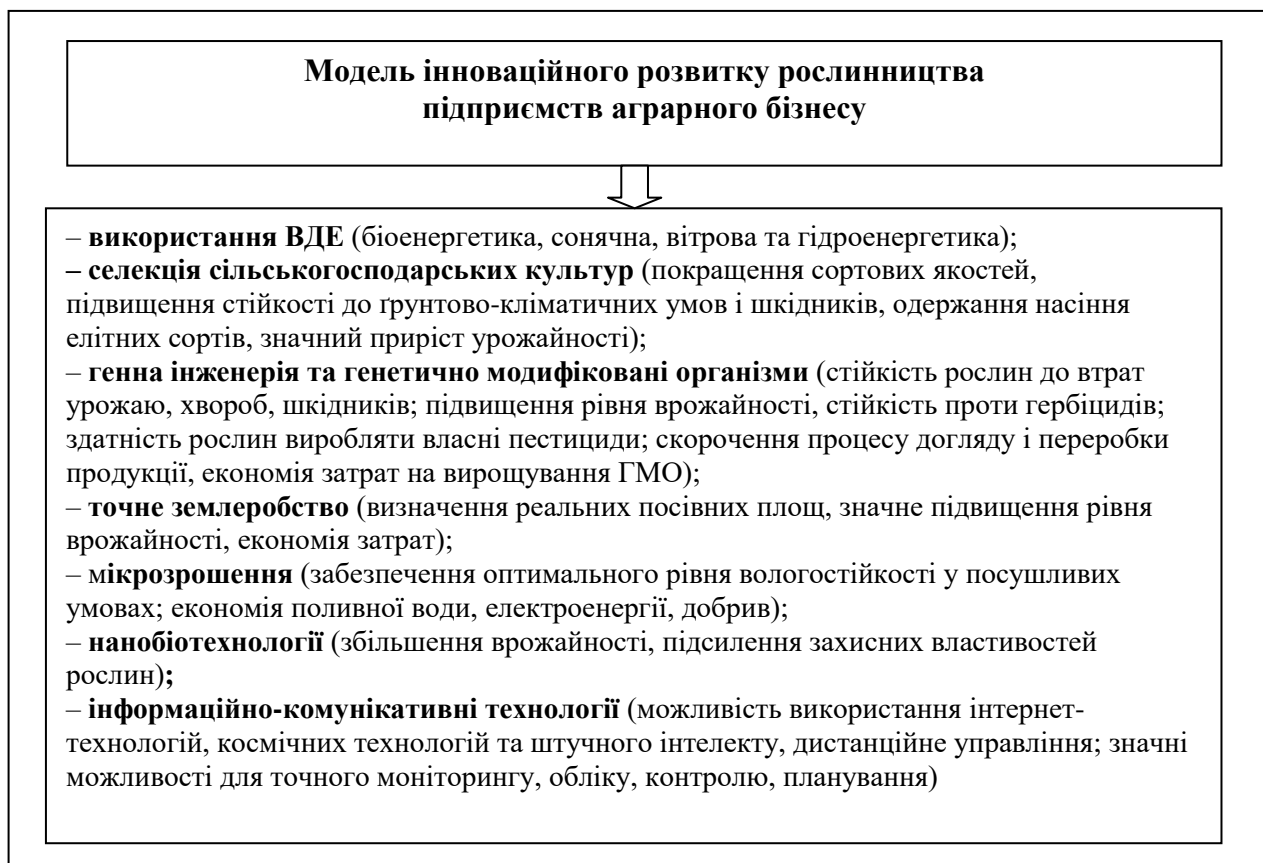 Модель інноваційного розвитку рослинництва
підприємств аграрного бізнесу
– використання ВДЕ (біоенергетика, сонячна, вітрова та гідроенергетика);
– селекція сільськогосподарських культур (покращення сортових якостей,
підвищення стійкості до ґрунтово-кліматичних умов і шкідників, одержання насіння
елітних сортів, значний приріст урожайності);
– генна інженерія та генетично модифіковані організми (стійкість рослин до втрат
урожаю, хвороб, шкідників; підвищення рівня врожайності, стійкість проти гербіцидів;
здатність рослин виробляти власні пестициди; скорочення процесу догляду і переробки
продукції, економія затрат на вирощування ГМО);
– точне землеробство (визначення реальних посівних площ, значне підвищення рівня
врожайності, економія затрат);
– мікрозрошення (забезпечення оптимального рівня вологостійкості у посушливих
умовах; економія поливної води, електроенергії, добрив);
– нанобіотехнології (збільшення врожайності, підсилення захисних властивостей
рослин);
– інформаційно-комунікативні технології (можливість використання інтернет-
технологій, космічних технологій та штучного інтелекту, дистанційне управління; значні
можливості для точного моніторингу, обліку, контролю, планування)